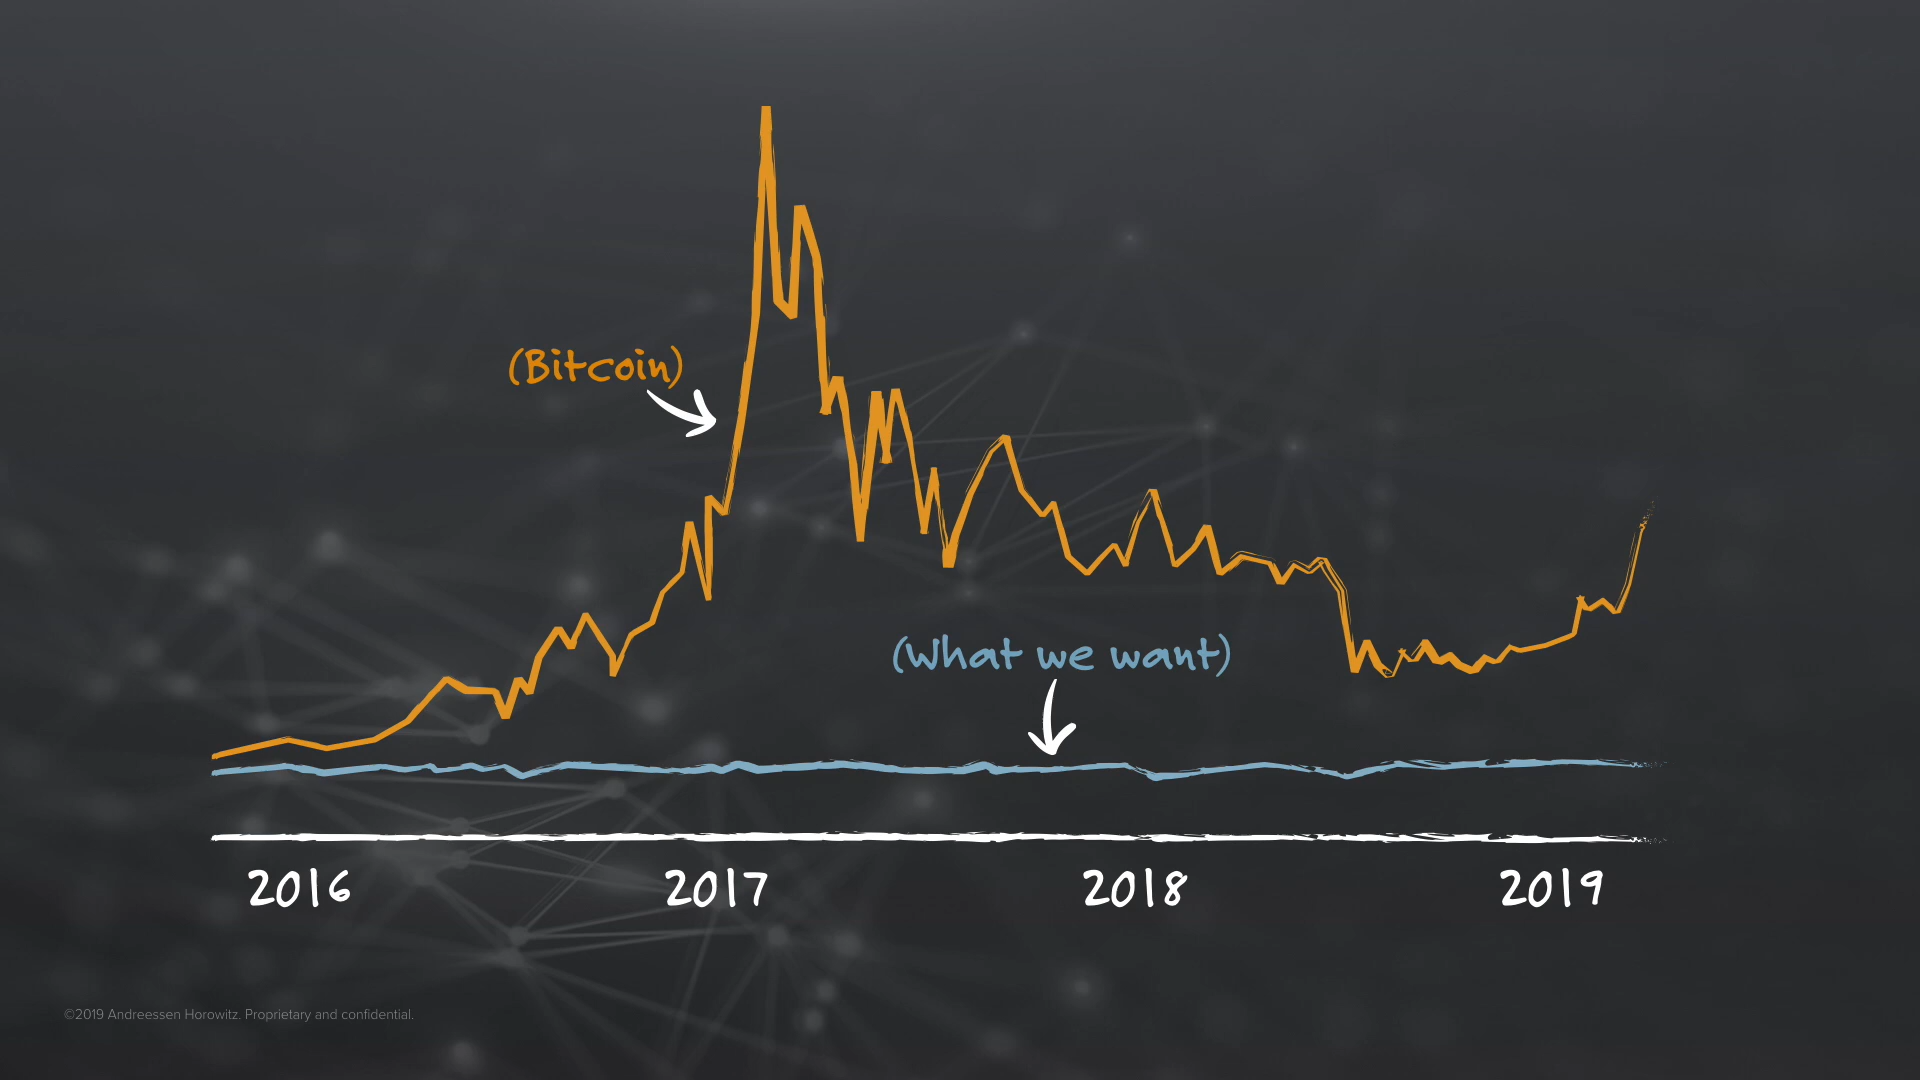 (Bitcoin)
(What we want)
2016 2017 2018 2019
©2019 Andreessen Horowitz. Proprietary and confidential.